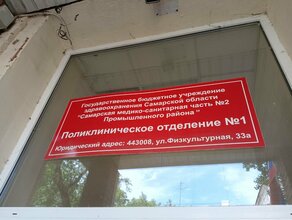 Государственное бюджетное учреждение
здравоохранения Самарской области
"Самарская медико-санитарная часть №2
Промышленного района"
Поликлиническое отделение №1
Юридический адрес: 443008, ул.Физкультурная, 33а